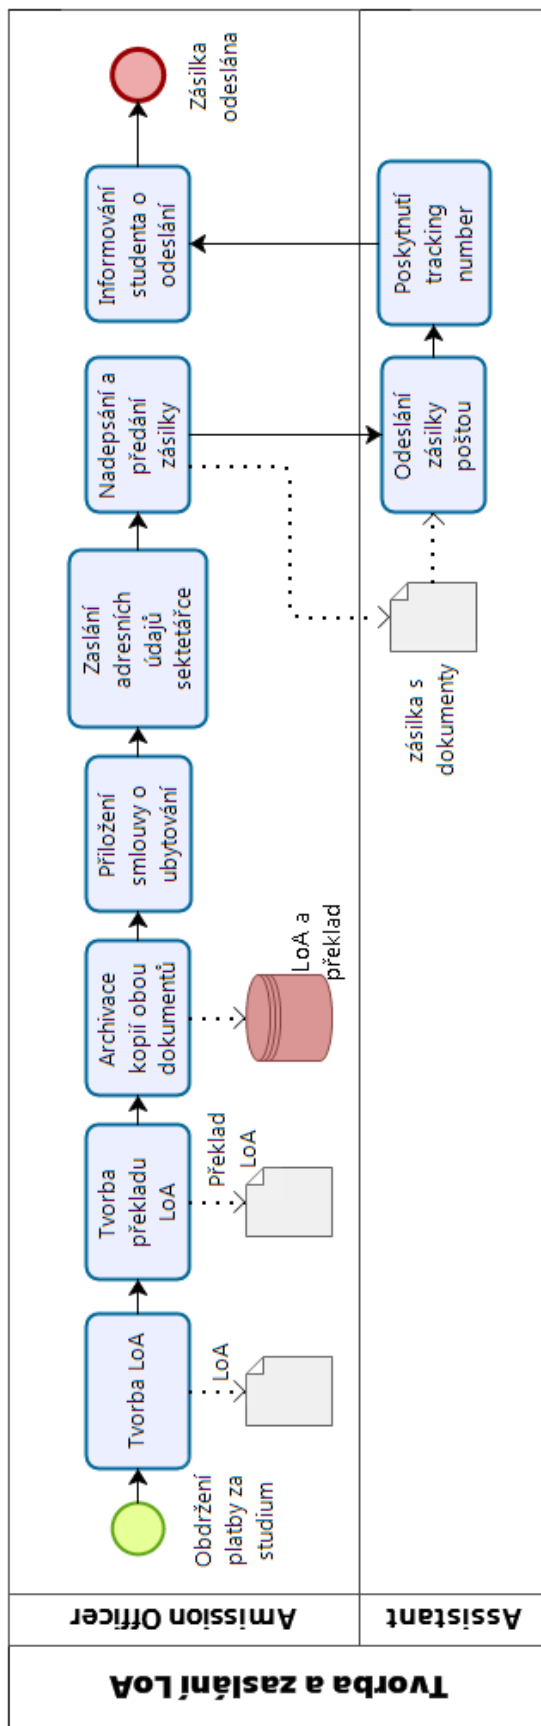 Tvorba a zaslání LoA
Amission Officer
Obdržení
platby za
studium
Tvorba LoA
LoA
Tvorba
překladu
LoA
Překlad
LoA
Archivace
kopií obou
dokumentů
LoA a
překlad
Přiložení
smlouvy o
ubytování
Zaslání
adresních
údajů
sektetářce
Nadepsání a
předání
zásilky
Informování
studenta o
odeslání
Zásilka
odeslána
Assistant
zásilka s
dokumenty
Odeslání
zásilky
poštou
Poskytnutí
tracking
number